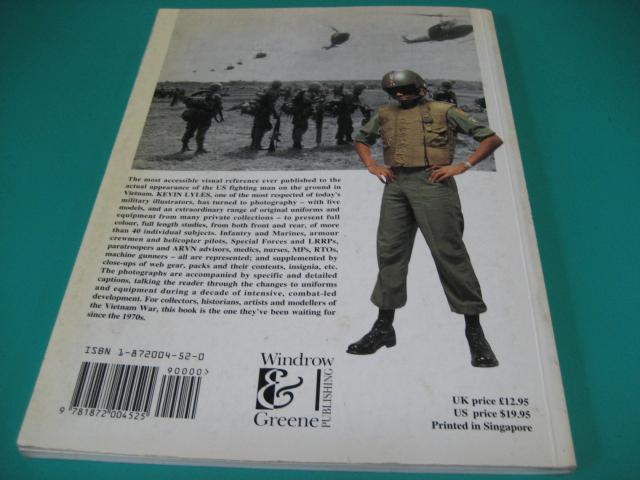 The most accessible visual reference ever published to the
actual appearance of the US fighting man on the ground in
Vietnam. KEVIN LYLES, one of the most respected of today's
military illustrators, has turned to photography – with live
models, and an extraordinary range of original uniforms and
equipment from many private collections – to present full
colour, full length studies, from both front and rear, of more
than 40 individual subjects. Infantry and Marines, armour
crewmen and helicopter pilots, Special Forces and LRRPs,
paratroopers and ARVN advisors, medics, nurses, MPs, RTOs,
machine gunners – all are represented; and supplemented by
close-ups of web gear, packs and their contents, insignia, etc.
The photographs are accompanied by specific and detailed
captions, talking the reader through the changes to uniforms
and equipment during a decade of intensive, combat-led
development. For collectors, historians, artists and modellers of
the Vietnam War, this book is the one they've been waiting for
since the 1970s.
ISBN 1-872004-52-0
90000>
9 781872 004525
Windrow
&
Greene
PUBLISHING
UK price £12.95
US price $19.95
Printed in Singapore